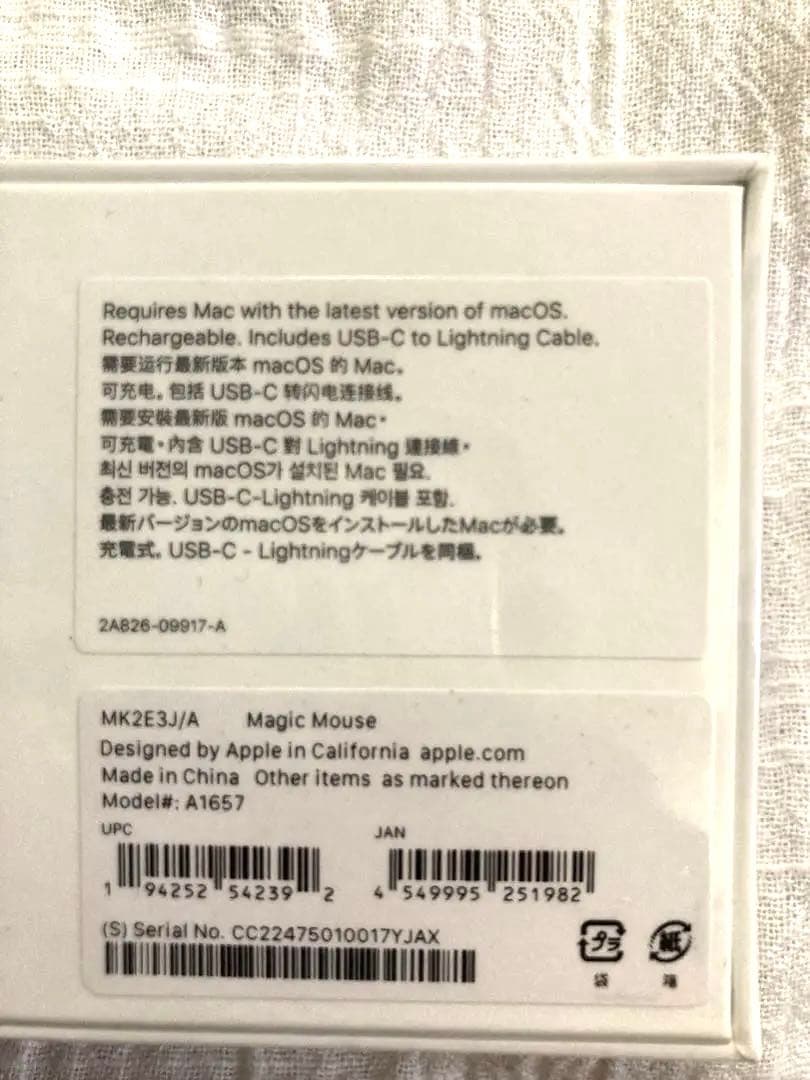 Requires Mac with the latest version of macOS.
Rechargeable. Includes USB-C to Lightning Cable.
需要运行最新版本 macOS 的 Mac。
可充电。包括 USB-C 转闪电连接线。
需要安裝最新版 macOS 的 Mac。
可充電。內含 USB-C 對 Lightning 連接線。
최신 버전의 macOS가 설치된 Mac 필요.
충전 가능. USB-C-Lightning 케이블 포함.
最新バージョンのmacOSをインストールしたMacが必要。
充電式。USB-C - Lightningケーブルを同梱。
2A826-09917-A
MK2E3J/A Magic Mouse
Designed by Apple in California apple.com
Made in China Other items as marked thereon
Model#: A1657
UPC JAN
1 94252 54239 2 4 549995 251982
(S) Serial No. CC22475010017YJAX
プラ 紙
袋 箱